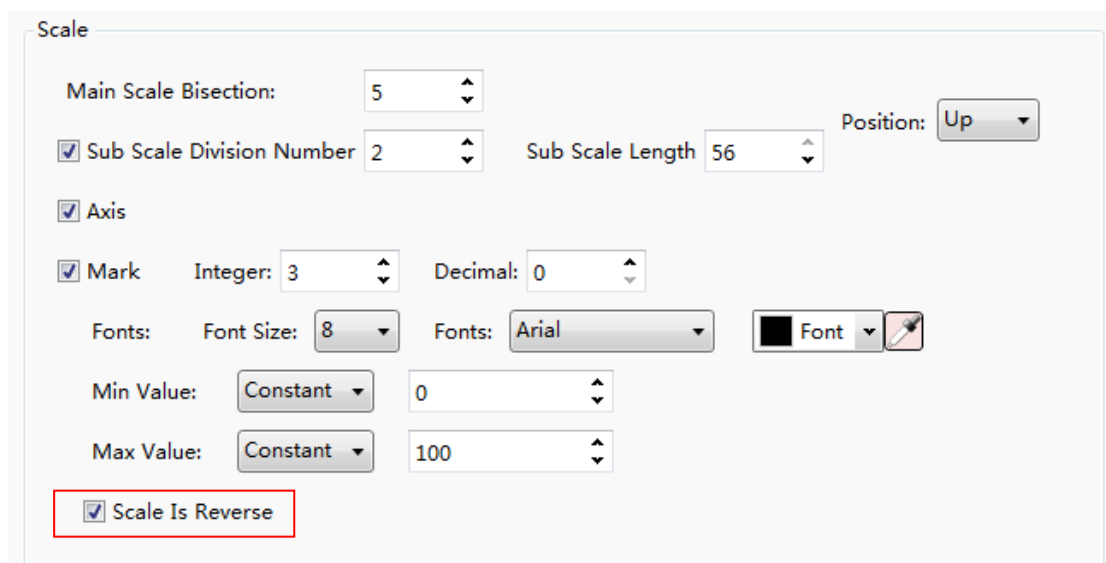 Scale
Main Scale Bisection: 5
Position: Up
Sub Scale Division Number 2 Sub Scale Length 56
Axis
Mark Integer: 3 Decimal: 0
Fonts: Font Size: 8 Fonts: Arial Font
Min Value: Constant 0
Max Value: Constant 100
Scale Is Reverse